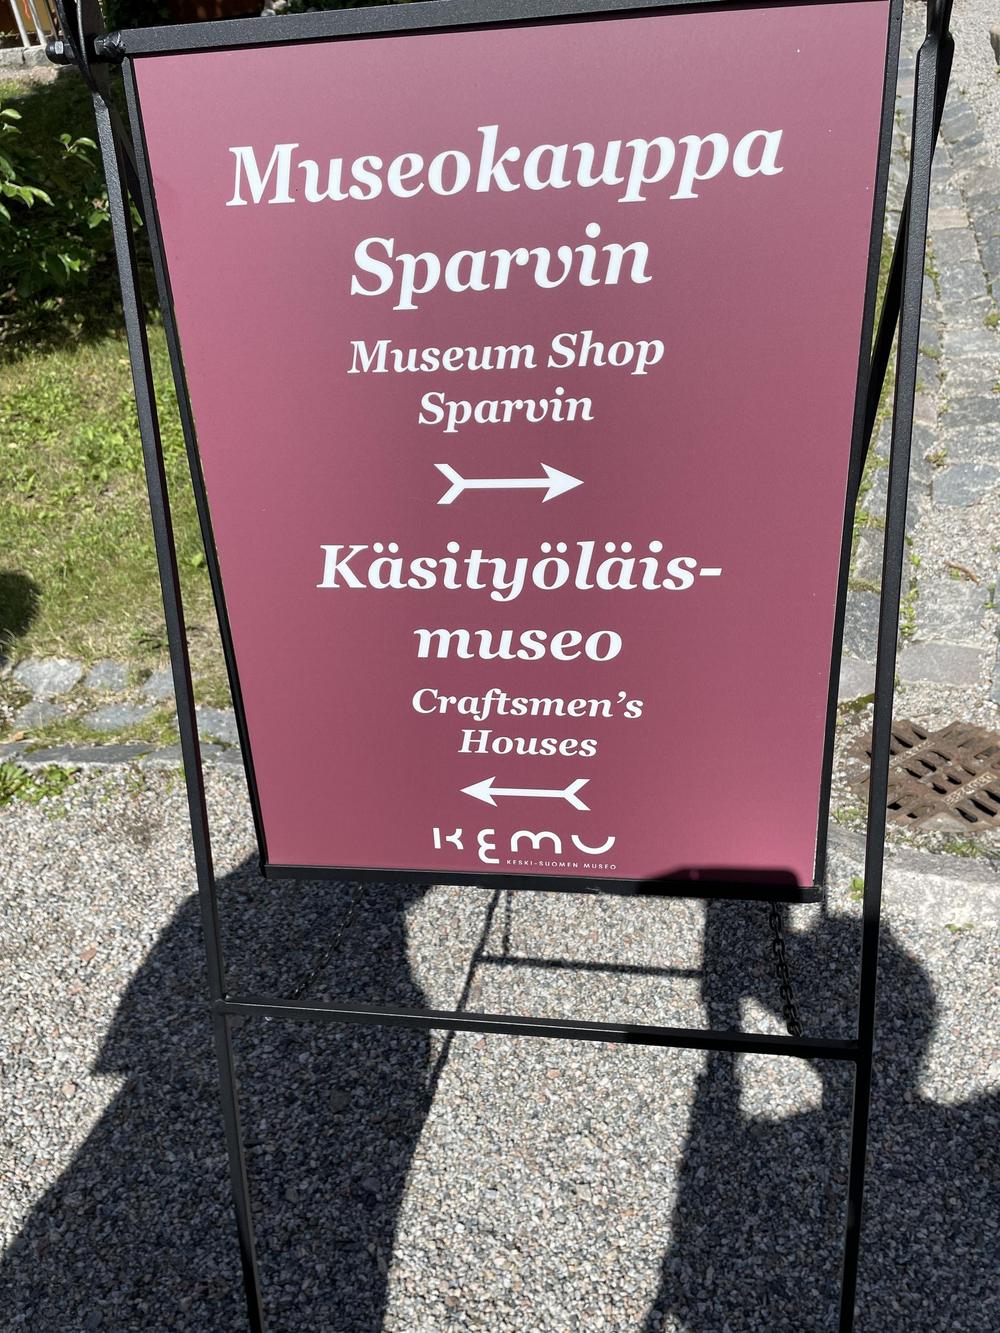 Museokauppa
Sparvin
Museum Shop
Sparvin
Käsityöläis-
museo
Craftsmen’s
Houses
KEMU
KESKI-SUOMEN MUSEO